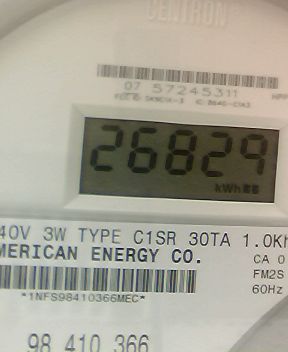 CENTRON®
07 57245311
26829
kWh
40V 3W TYPE C1SR 30TA 1.0Kh
MERICAN ENERGY CO.
CA 0
FM2S
60Hz
*1NFS98410366MEC*
98 410 366